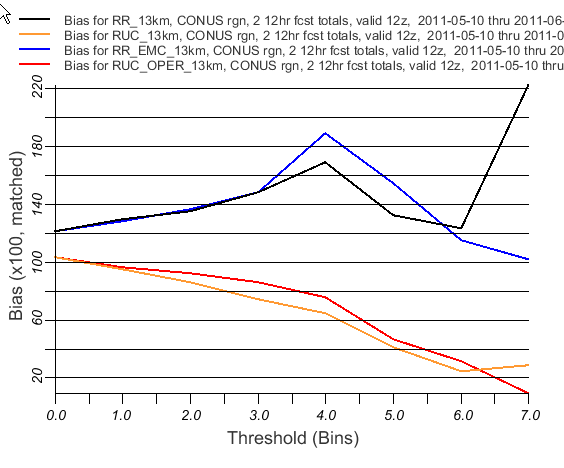 Bias for RR_13km, CONUS rgn, 2 12hr fcst totals, valid 12z, 2011-05-10 thru 2011-06-
Bias for RUC_13km, CONUS rgn, 2 12hr fcst totals, valid 12z, 2011-05-10 thru 2011-0
Bias for RR_EMC_13km, CONUS rgn, 2 12hr fcst totals, valid 12z, 2011-05-10 thru 20
Bias for RUC_OPER_13km, CONUS rgn, 2 12hr fcst totals, valid 12z, 2011-05-10 thru
220
180
140
100
60
20
Bias (x100, matched)
0.0 1.0 2.0 3.0 4.0 5.0 6.0 7.0
Threshold (Bins)